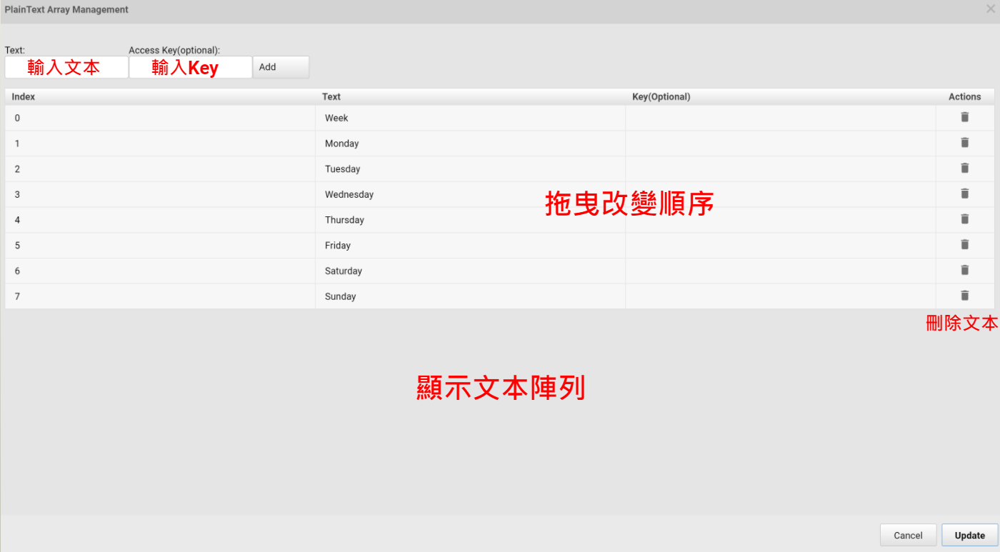 PlainText Array Management
Text: Access Key(optional):
輸入文本 輸入Key Add
Index Text Key(Optional) Actions
0 Week
1 Monday
2 Tuesday
3 Wednesday
拖曳改變順序
4 Thursday
5 Friday
6 Saturday
7 Sunday
刪除文本
顯示文本陣列
Cancel Update